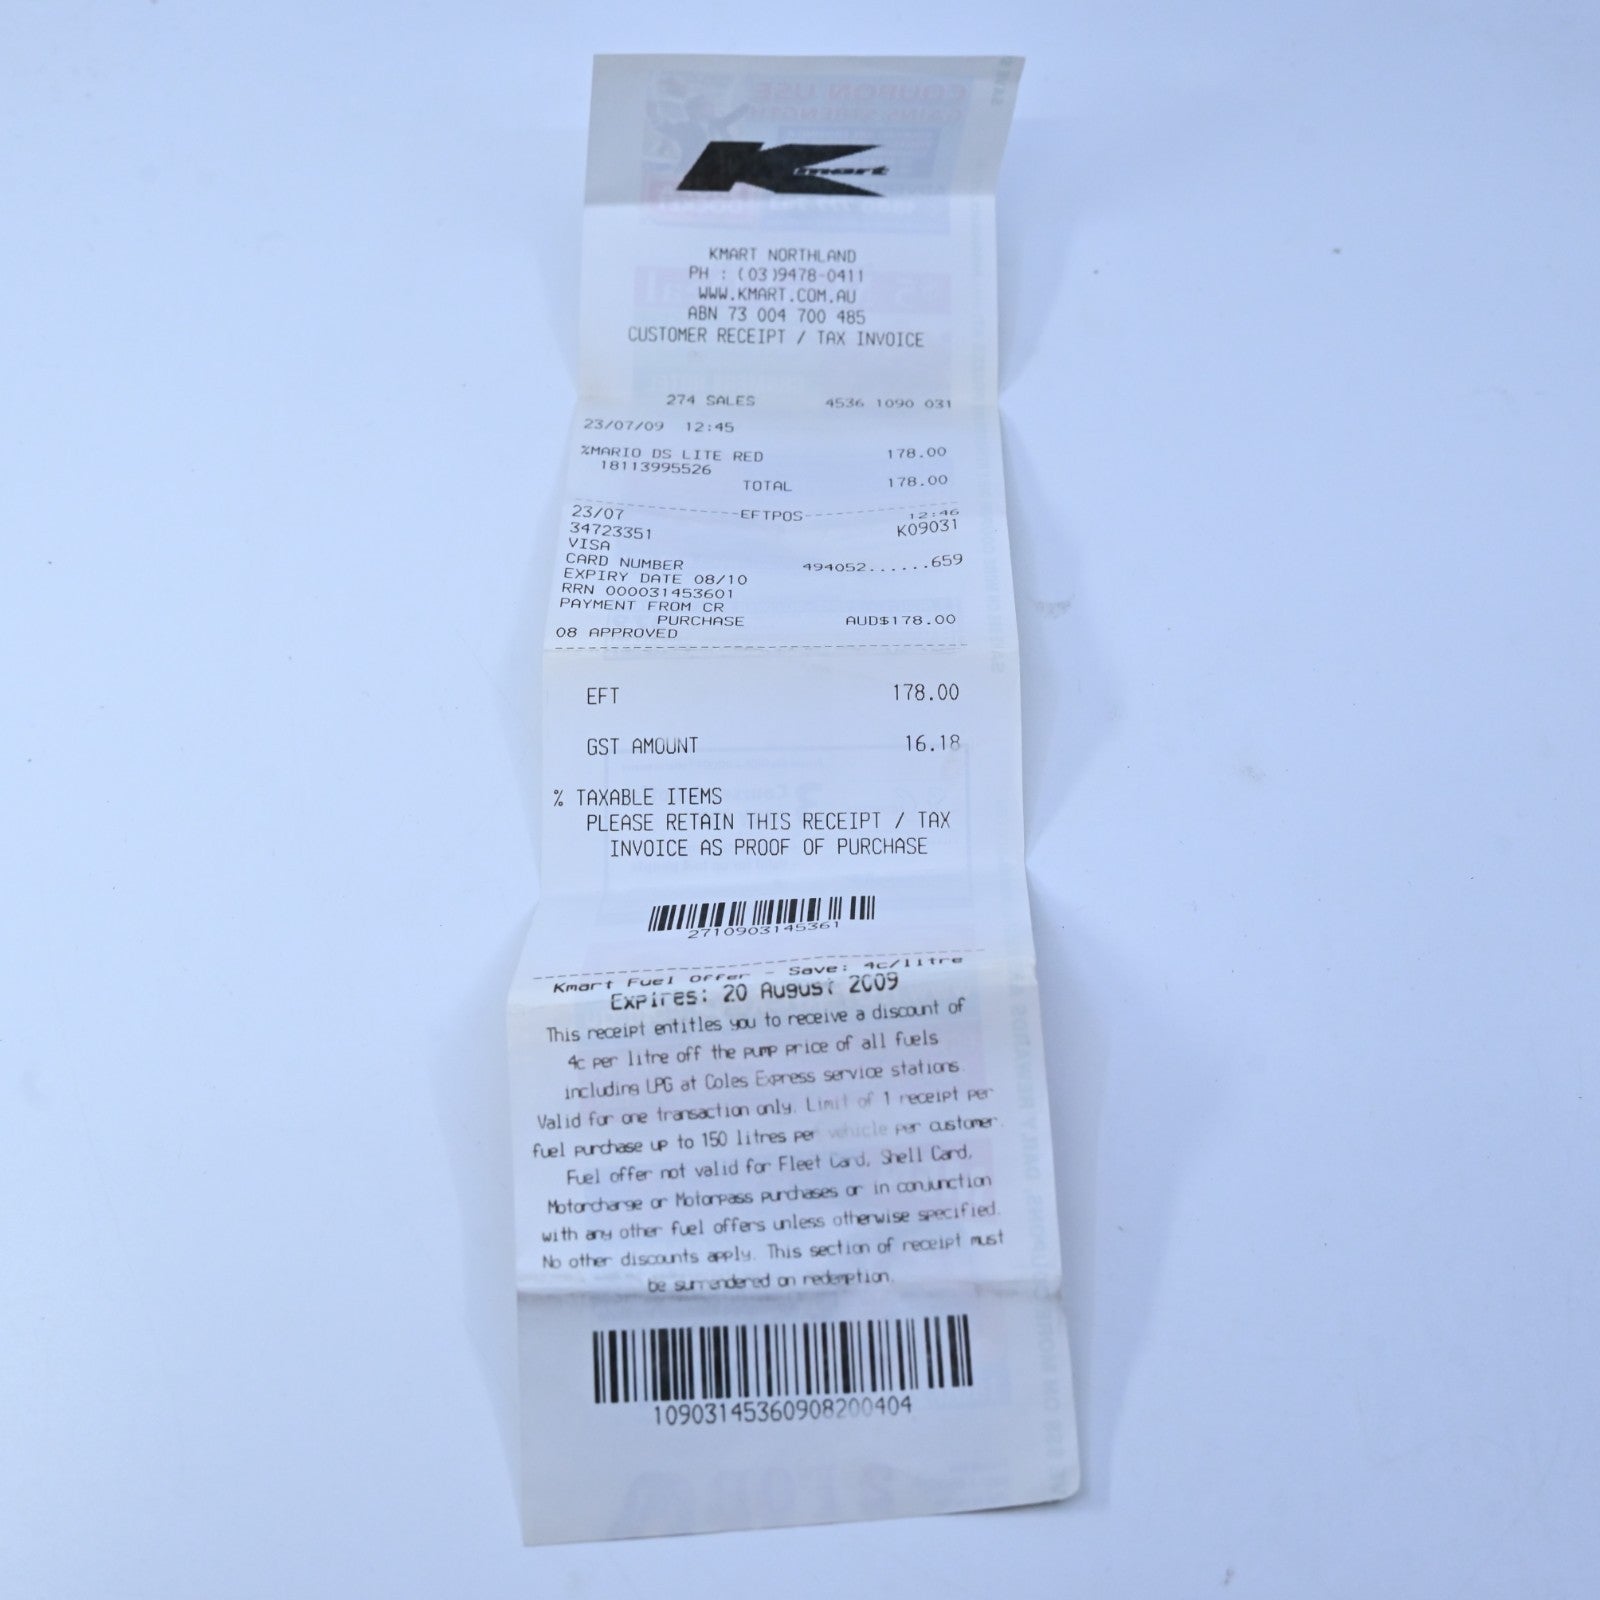 Kmart
KMART NORTHLAND
PH : (03)9478-0411
WWW.KMART.COM.AU
ABN 73 004 700 485
CUSTOMER RECEIPT / TAX INVOICE
274 SALES 4536 1090 031
23/07/09 12:45
%MARIO DS LITE RED 178.00
18113995526
TOTAL 178.00
23/07 EFTPOS 12:46
34723351 K09031
VISA
CARD NUMBER 494052......659
EXPIRY DATE 08/10
RRN 000031453601
PAYMENT FROM CR
PURCHASE AUD$178.00
08 APPROVED
EFT 178.00
GST AMOUNT 16.18
% TAXABLE ITEMS
PLEASE RETAIN THIS RECEIPT / TAX
INVOICE AS PROOF OF PURCHASE
2710903145361
Kmart Fuel Offer - Save: 4c/litre
Expires: 20 August 2009
This receipt entitles you to receive a discount of
4c per litre off the pump price of all fuels
including LPG at Coles Express service stations.
Valid for one transaction only. Limit of 1 receipt per
fuel purchase up to 150 litres per vehicle per customer.
Fuel offer not valid for Fleet Card, Shell Card,
Motorcharge or Motorpass purchases or in conjunction
with any other fuel offers unless otherwise specified.
No other discounts apply. This section of receipt must
be surrendered on redemption.
10903145360908200404